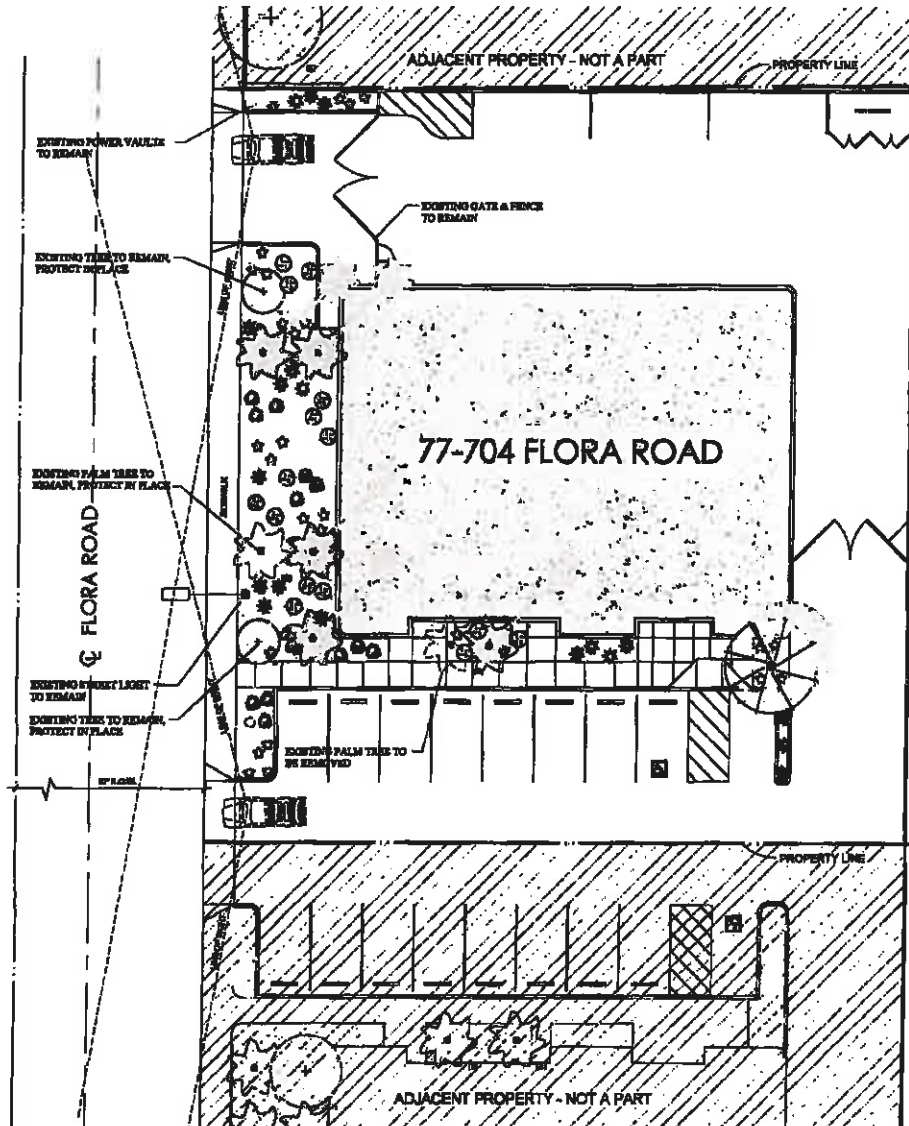 ADJACENT PROPERTY - NOT A PART
PROPERTY LINE
EXISTING POWER VAULTS
TO REMAIN
EXISTING GATE & FENCE
TO REMAIN
EXISTING TREE TO REMAIN,
PROTECT IN PLACE
77-704 FLORA ROAD
EXISTING PALM TREE TO
REMAIN, PROTECT IN PLACE
SIDEWALK
℄ FLORA ROAD
EXISTING STREET LIGHT
TO REMAIN
EXISTING TREE TO REMAIN,
PROTECT IN PLACE
EXISTING PALM TREE TO
BE REMOVED
PROPERTY LINE
ADJACENT PROPERTY - NOT A PART